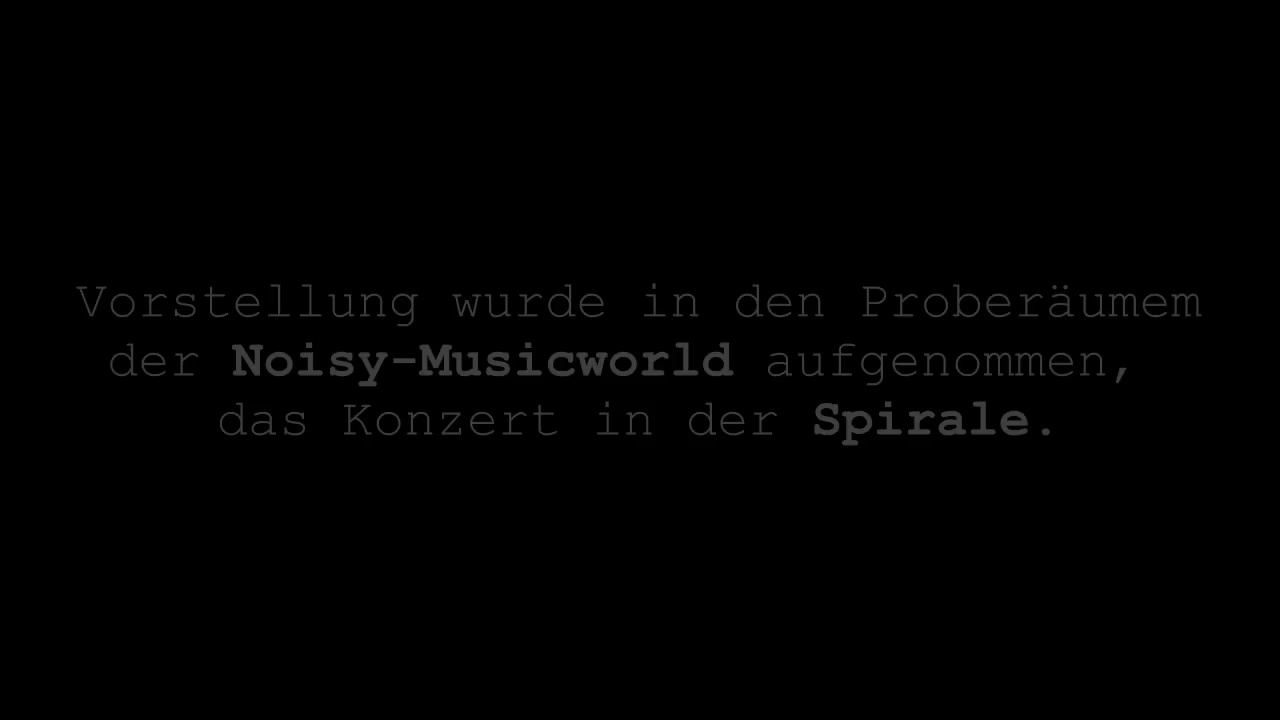 Vorstellung wurde in den Proberäumem
der Noisy-Musicworld aufgenommen,
das Konzert in der Spirale.